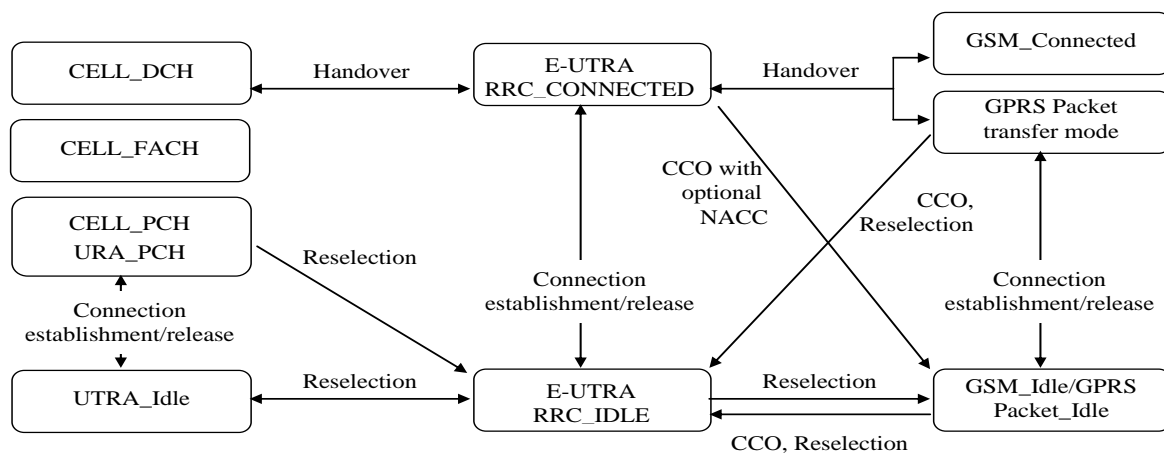 CELL_DCH
Handover
E-UTRA
RRC_CONNECTED
Handover
GSM_Connected
GPRS Packet
transfer mode
CELL_FACH
CELL_PCH
URA_PCH
Reselection
CCO with
optional
NACC
CCO,
Reselection
Connection
establishment/release
Connection
establishment/release
Connection
establishment/release
UTRA_Idle
Reselection
E-UTRA
RRC_IDLE
Reselection
CCO, Reselection
GSM_Idle/GPRS
Packet_Idle